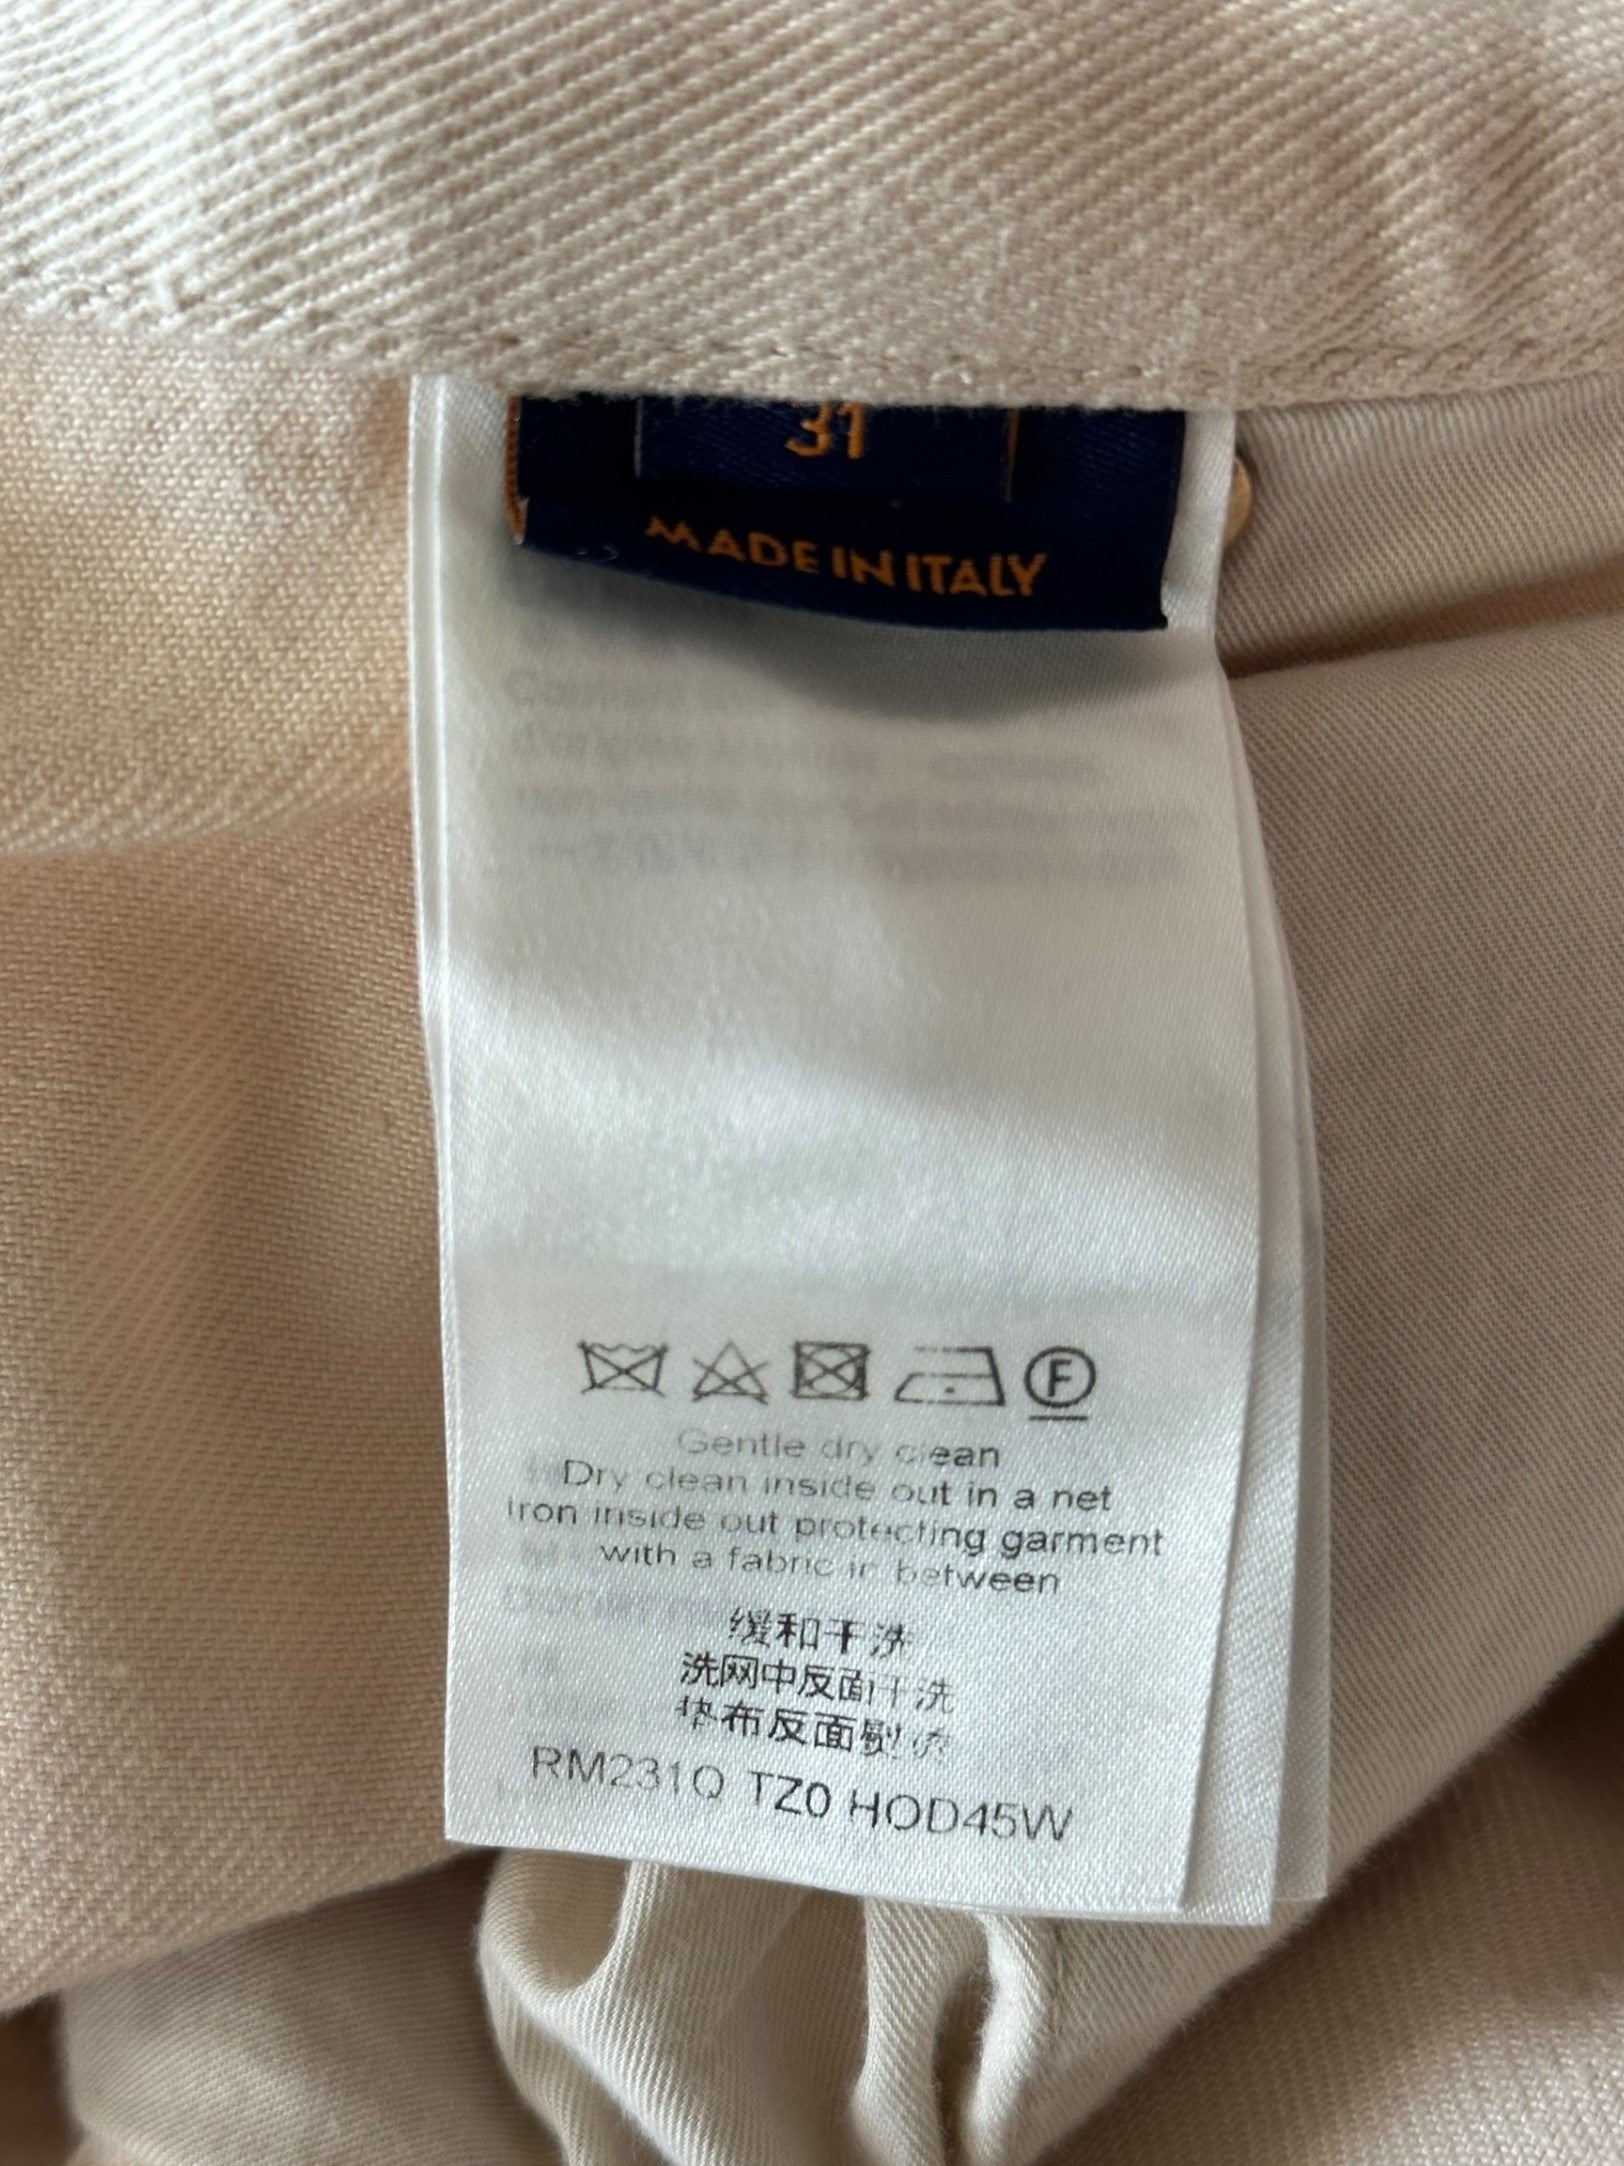 31
MADE IN ITALY
F
Gentle dry clean
Dry clean inside out in a net
Iron inside out protecting garment
with a fabric in between
缓和干洗
洗网中反面干洗
垫布反面熨烫
RM231Q TZ0 HOD45W